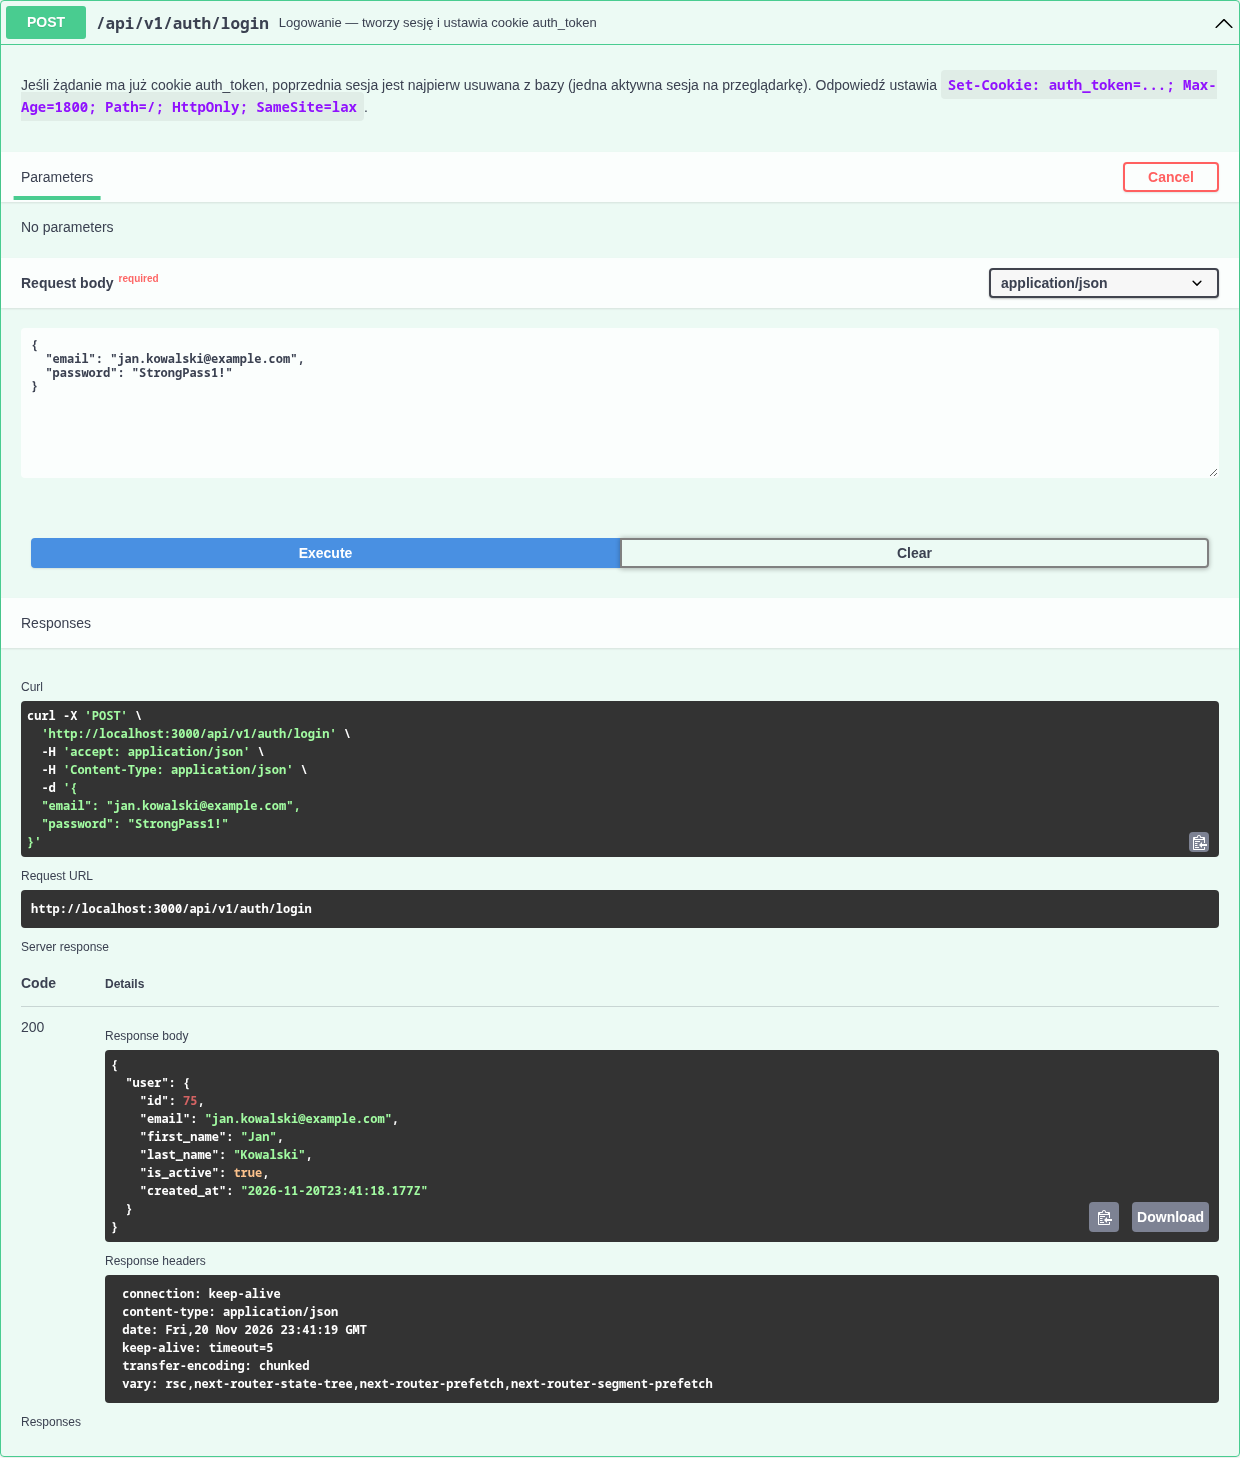 POST /api/v1/auth/login Logowanie — tworzy sesję i ustawia cookie auth_token
Jeśli żądanie ma już cookie auth_token, poprzednia sesja jest najpierw usuwana z bazy (jedna aktywna sesja na przeglądarkę). Odpowiedź ustawia Set-Cookie: auth_token=...; Max-
Age=1800; Path=/; HttpOnly; SameSite=lax .
Parameters Cancel
No parameters
Request body required application/json
{
  "email": "jan.kowalski@example.com",
  "password": "StrongPass1!"
}
Execute Clear
Responses
Curl
curl -X 'POST' \
  'http://localhost:3000/api/v1/auth/login' \
  -H 'accept: application/json' \
  -H 'Content-Type: application/json' \
  -d '{
  "email": "jan.kowalski@example.com",
  "password": "StrongPass1!"
}'
Request URL
http://localhost:3000/api/v1/auth/login
Server response
Code Details
200
Response body
{
  "user": {
    "id": 75,
    "email": "jan.kowalski@example.com",
    "first_name": "Jan",
    "last_name": "Kowalski",
    "is_active": true,
    "created_at": "2026-11-20T23:41:18.177Z"
  }
}
Download
Response headers
connection: keep-alive
content-type: application/json
date: Fri,20 Nov 2026 23:41:19 GMT
keep-alive: timeout=5
transfer-encoding: chunked
vary: rsc,next-router-state-tree,next-router-prefetch,next-router-segment-prefetch
Responses